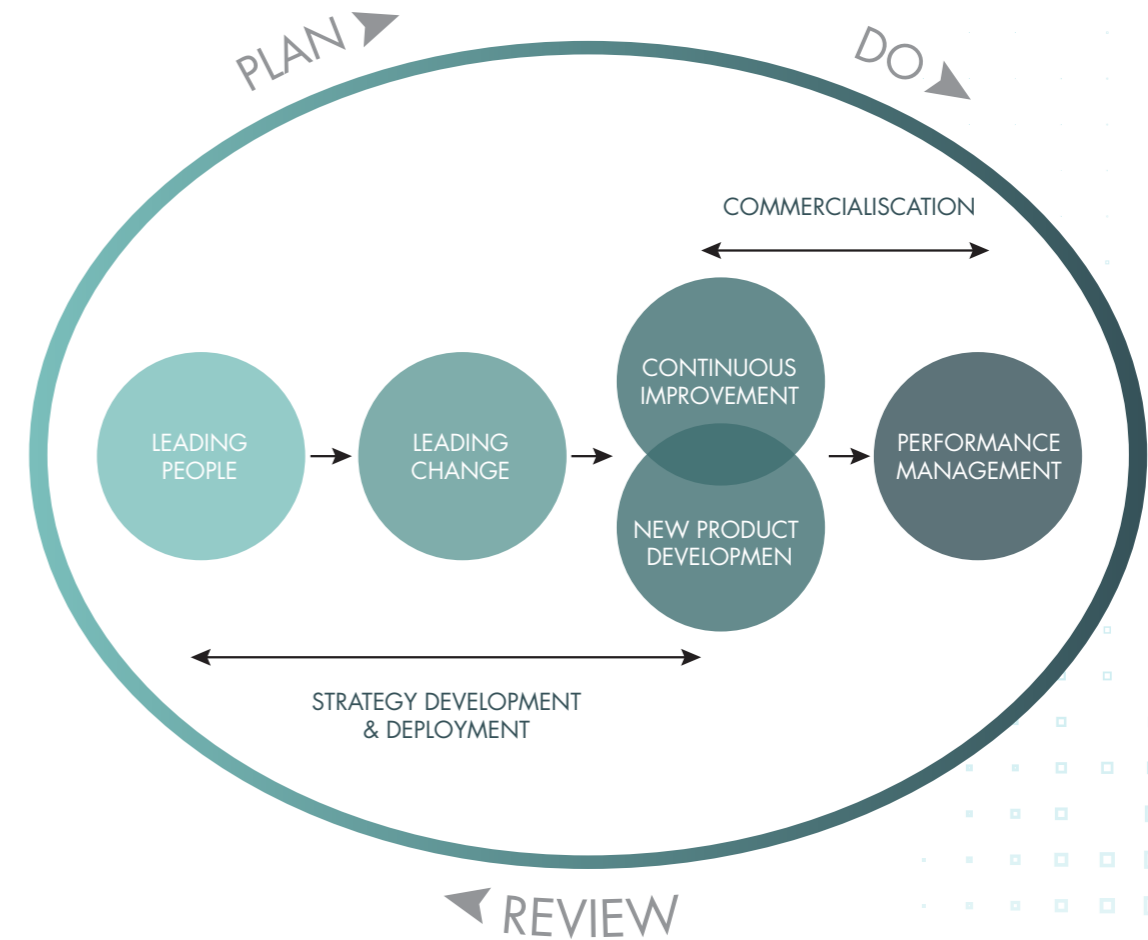 PLAN
DO
COMMERCIALISCATION
CONTINUOUS
IMPROVEMENT
LEADING
PEOPLE
LEADING
CHANGE
PERFORMANCE
MANAGEMENT
NEW PRODUCT
DEVELOPMEN
STRATEGY DEVELOPMENT
& DEPLOYMENT
REVIEW